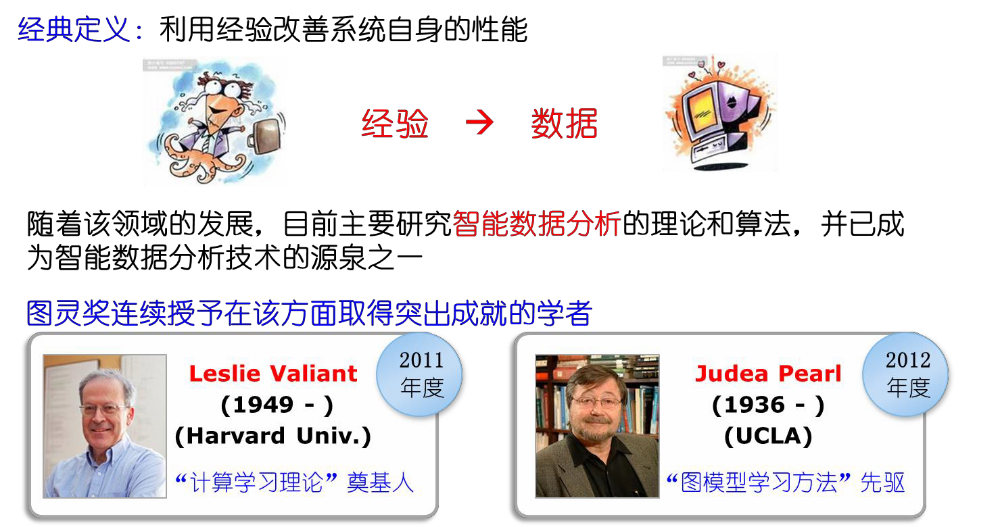 经典定义：利用经验改善系统自身的性能
经验 → 数据
随着该领域的发展，目前主要研究智能数据分析的理论和算法，并已成
为智能数据分析技术的源泉之一
图灵奖连续授予在该方面取得突出成就的学者
Leslie Valiant
(1949 - )
(Harvard Univ.)
“计算学习理论”奠基人
2011
年度
Judea Pearl
(1936 - )
(UCLA)
“图模型学习方法”先驱
2012
年度